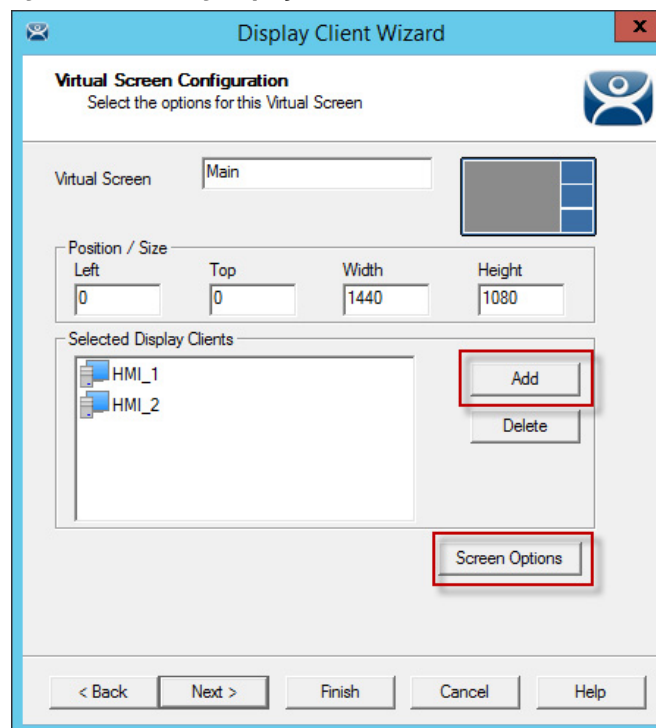 Display Client Wizard
x
Virtual Screen Configuration
Select the options for this Virtual Screen
Virtual Screen
Main
Position / Size
Left Top Width Height
0 0 1440 1080
Selected Display Clients
HMI_1
HMI_2
Add
Delete
Screen Options
< Back Next > Finish Cancel Help